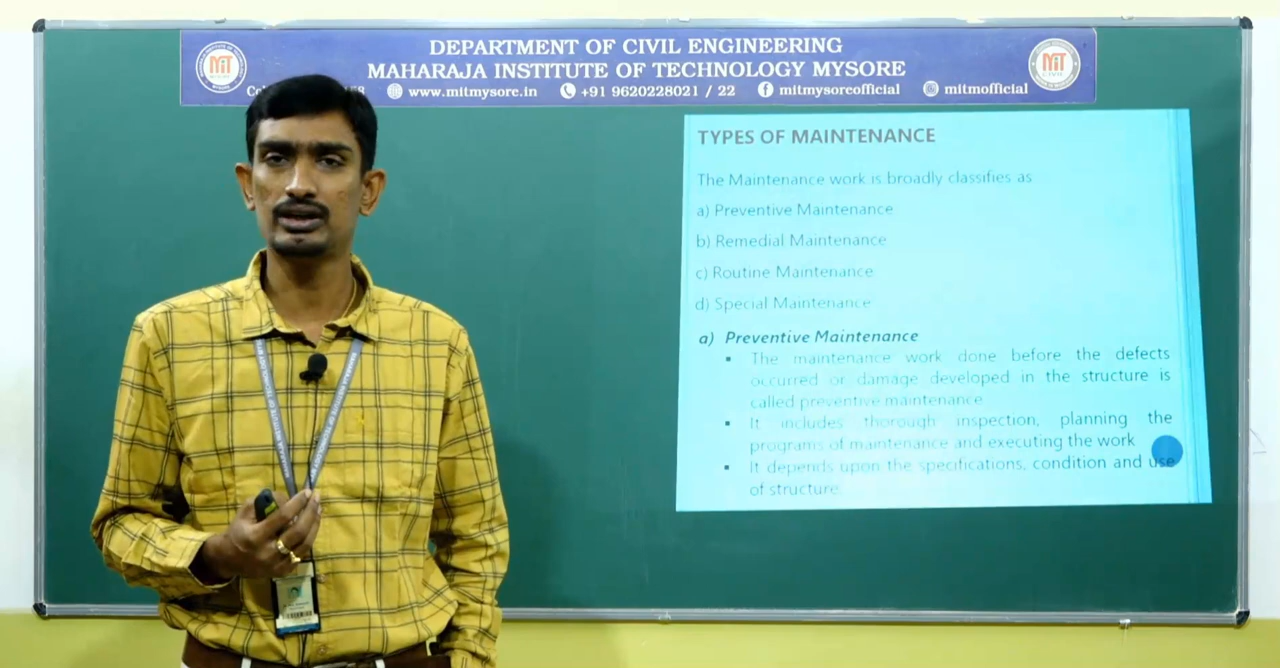 DEPARTMENT OF CIVIL ENGINEERING
MAHARAJA INSTITUTE OF TECHNOLOGY MYSORE
www.mitmysore.in +91 9620228021 / 22 mitmysoreofficial mitmofficial
MIT
MYSORE
MIT
CIVIL
TYPES OF MAINTENANCE
The Maintenance work is broadly classifies as
a) Preventive Maintenance
b) Remedial Maintenance
c) Routine Maintenance
d) Special Maintenance
a) Preventive Maintenance
▪ The maintenance work done before the defects
occurred or damage developed in the structure is
called preventive maintenance
▪ It includes thorough inspection, planning the
programs of maintenance and executing the work
▪ It depends upon the specifications, condition and use
of structure